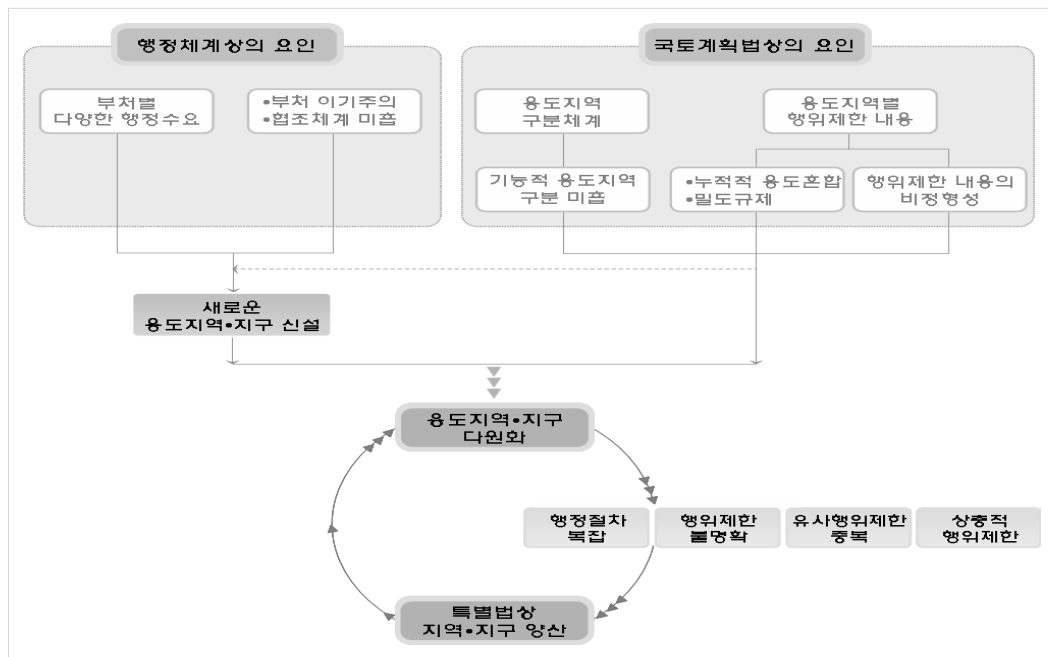 행정체계상의 요인
국토계획법상의 요인
부처별
다양한 행정수요
•부처 이기주의
•협조체계 미흡
용도지역
구분체계
용도지역별
행위제한 내용
기능적 용도지역
구분 미흡
•누적적 용도혼합
•밀도규제
행위제한 내용의
비정형성
새로운
용도지역•지구 신설
용도지역•지구
다원화
행정절차
복잡
행위제한
불명확
유사행위제한
중복
상충적
행위제한
특별법상
지역•지구 양산